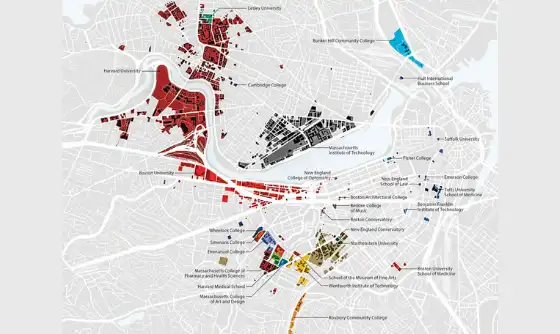 Lesley University
Bunker Hill Community College
Harvard University
Hult International
Business School
Cambridge College
Suffolk University
Massachusetts
Institute of Technology
Fisher College
New England
College of Optometry
Boston University
New England
School of Law
Emerson College
Tufts University
School of Medicine
Boston Architectural College
Benjamin Franklin
Institute of Technology
Berklee College
of Music
Boston Conservatory
Wheelock College
New England Conservatory
Simmons College
Northeastern University
Emmanuel College
Massachusetts College of
Pharmacy and Health Sciences
Boston University
School of Medicine
School of the Museum of Fine Arts
Harvard Medical School
Wentworth Institute of Technology
Massachusetts College
of Art and Design
Roxbury Community College